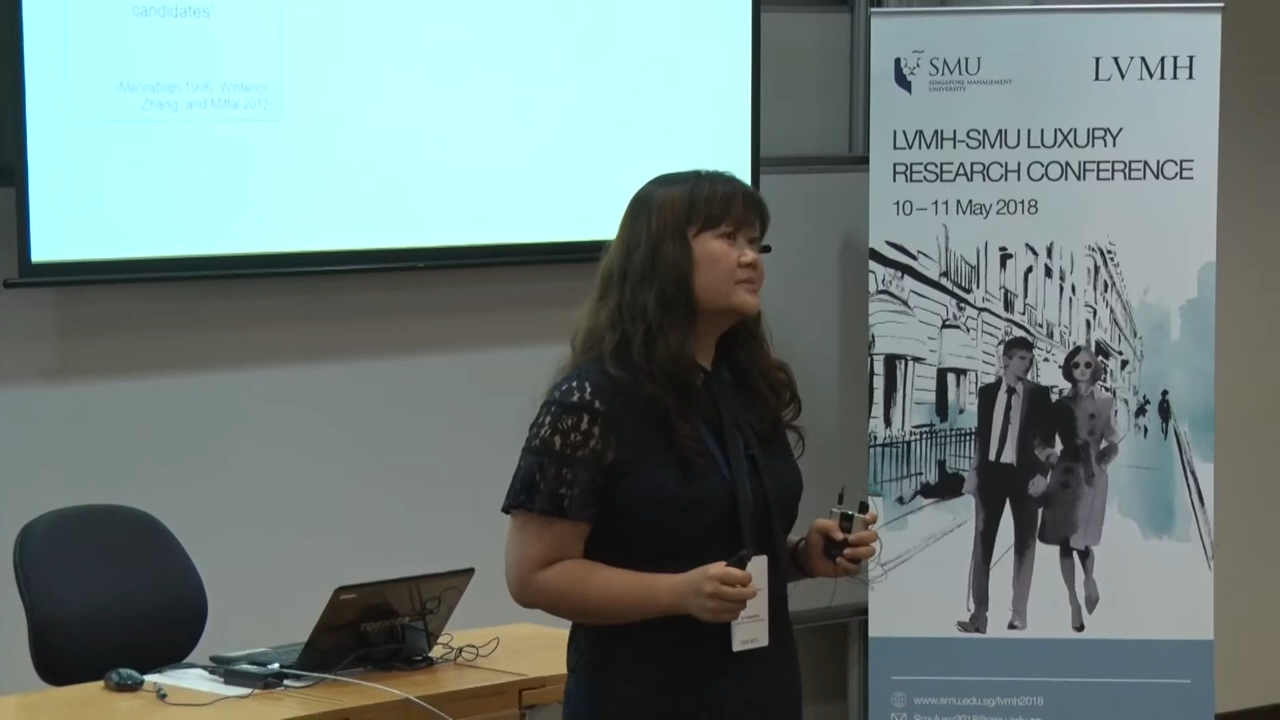 candidates"
(Mehrabian 1996; Winterich,
Zhang, and Mittal 2012)
SMU
SINGAPORE MANAGEMENT
UNIVERSITY
LVMH
LVMH-SMU LUXURY
RESEARCH CONFERENCE
10 – 11 May 2018
TOSHIBA
www.smu.edu.sg/lvmh2018